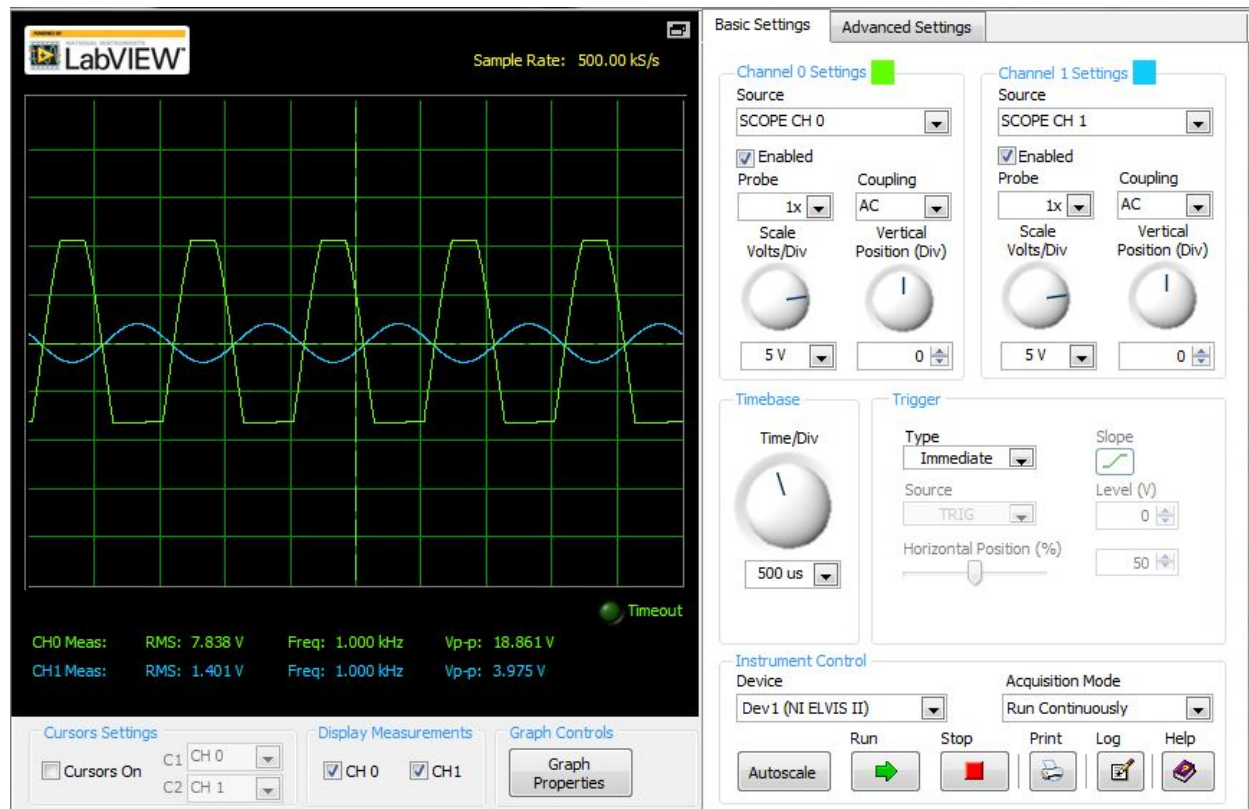 POWERED BY
NATIONAL INSTRUMENTS
LabVIEW™
Sample Rate: 500.00 kS/s
Timeout
CH0 Meas: RMS: 7.838 V Freq: 1.000 kHz Vp-p: 18.861 V
CH1 Meas: RMS: 1.401 V Freq: 1.000 kHz Vp-p: 3.975 V
Cursors Settings
Cursors On
C1 CH 0
C2 CH 1
Display Measurements
CH 0 CH1
Graph Controls
Graph
Properties
Basic Settings Advanced Settings
Channel 0 Settings
Source
SCOPE CH 0
Enabled
Probe Coupling
1x AC
Scale Vertical
Volts/Div Position (Div)
5 V 0
Channel 1 Settings
Source
SCOPE CH 1
Enabled
Probe Coupling
1x AC
Scale Vertical
Volts/Div Position (Div)
5 V 0
Timebase
Time/Div
500 us
Trigger
Type Slope
Immediate
Source Level (V)
TRIG 0
Horizontal Position (%)
50
Instrument Control
Device Acquisition Mode
Dev1 (NI ELVIS II) Run Continuously
Run Stop Print Log Help
Autoscale